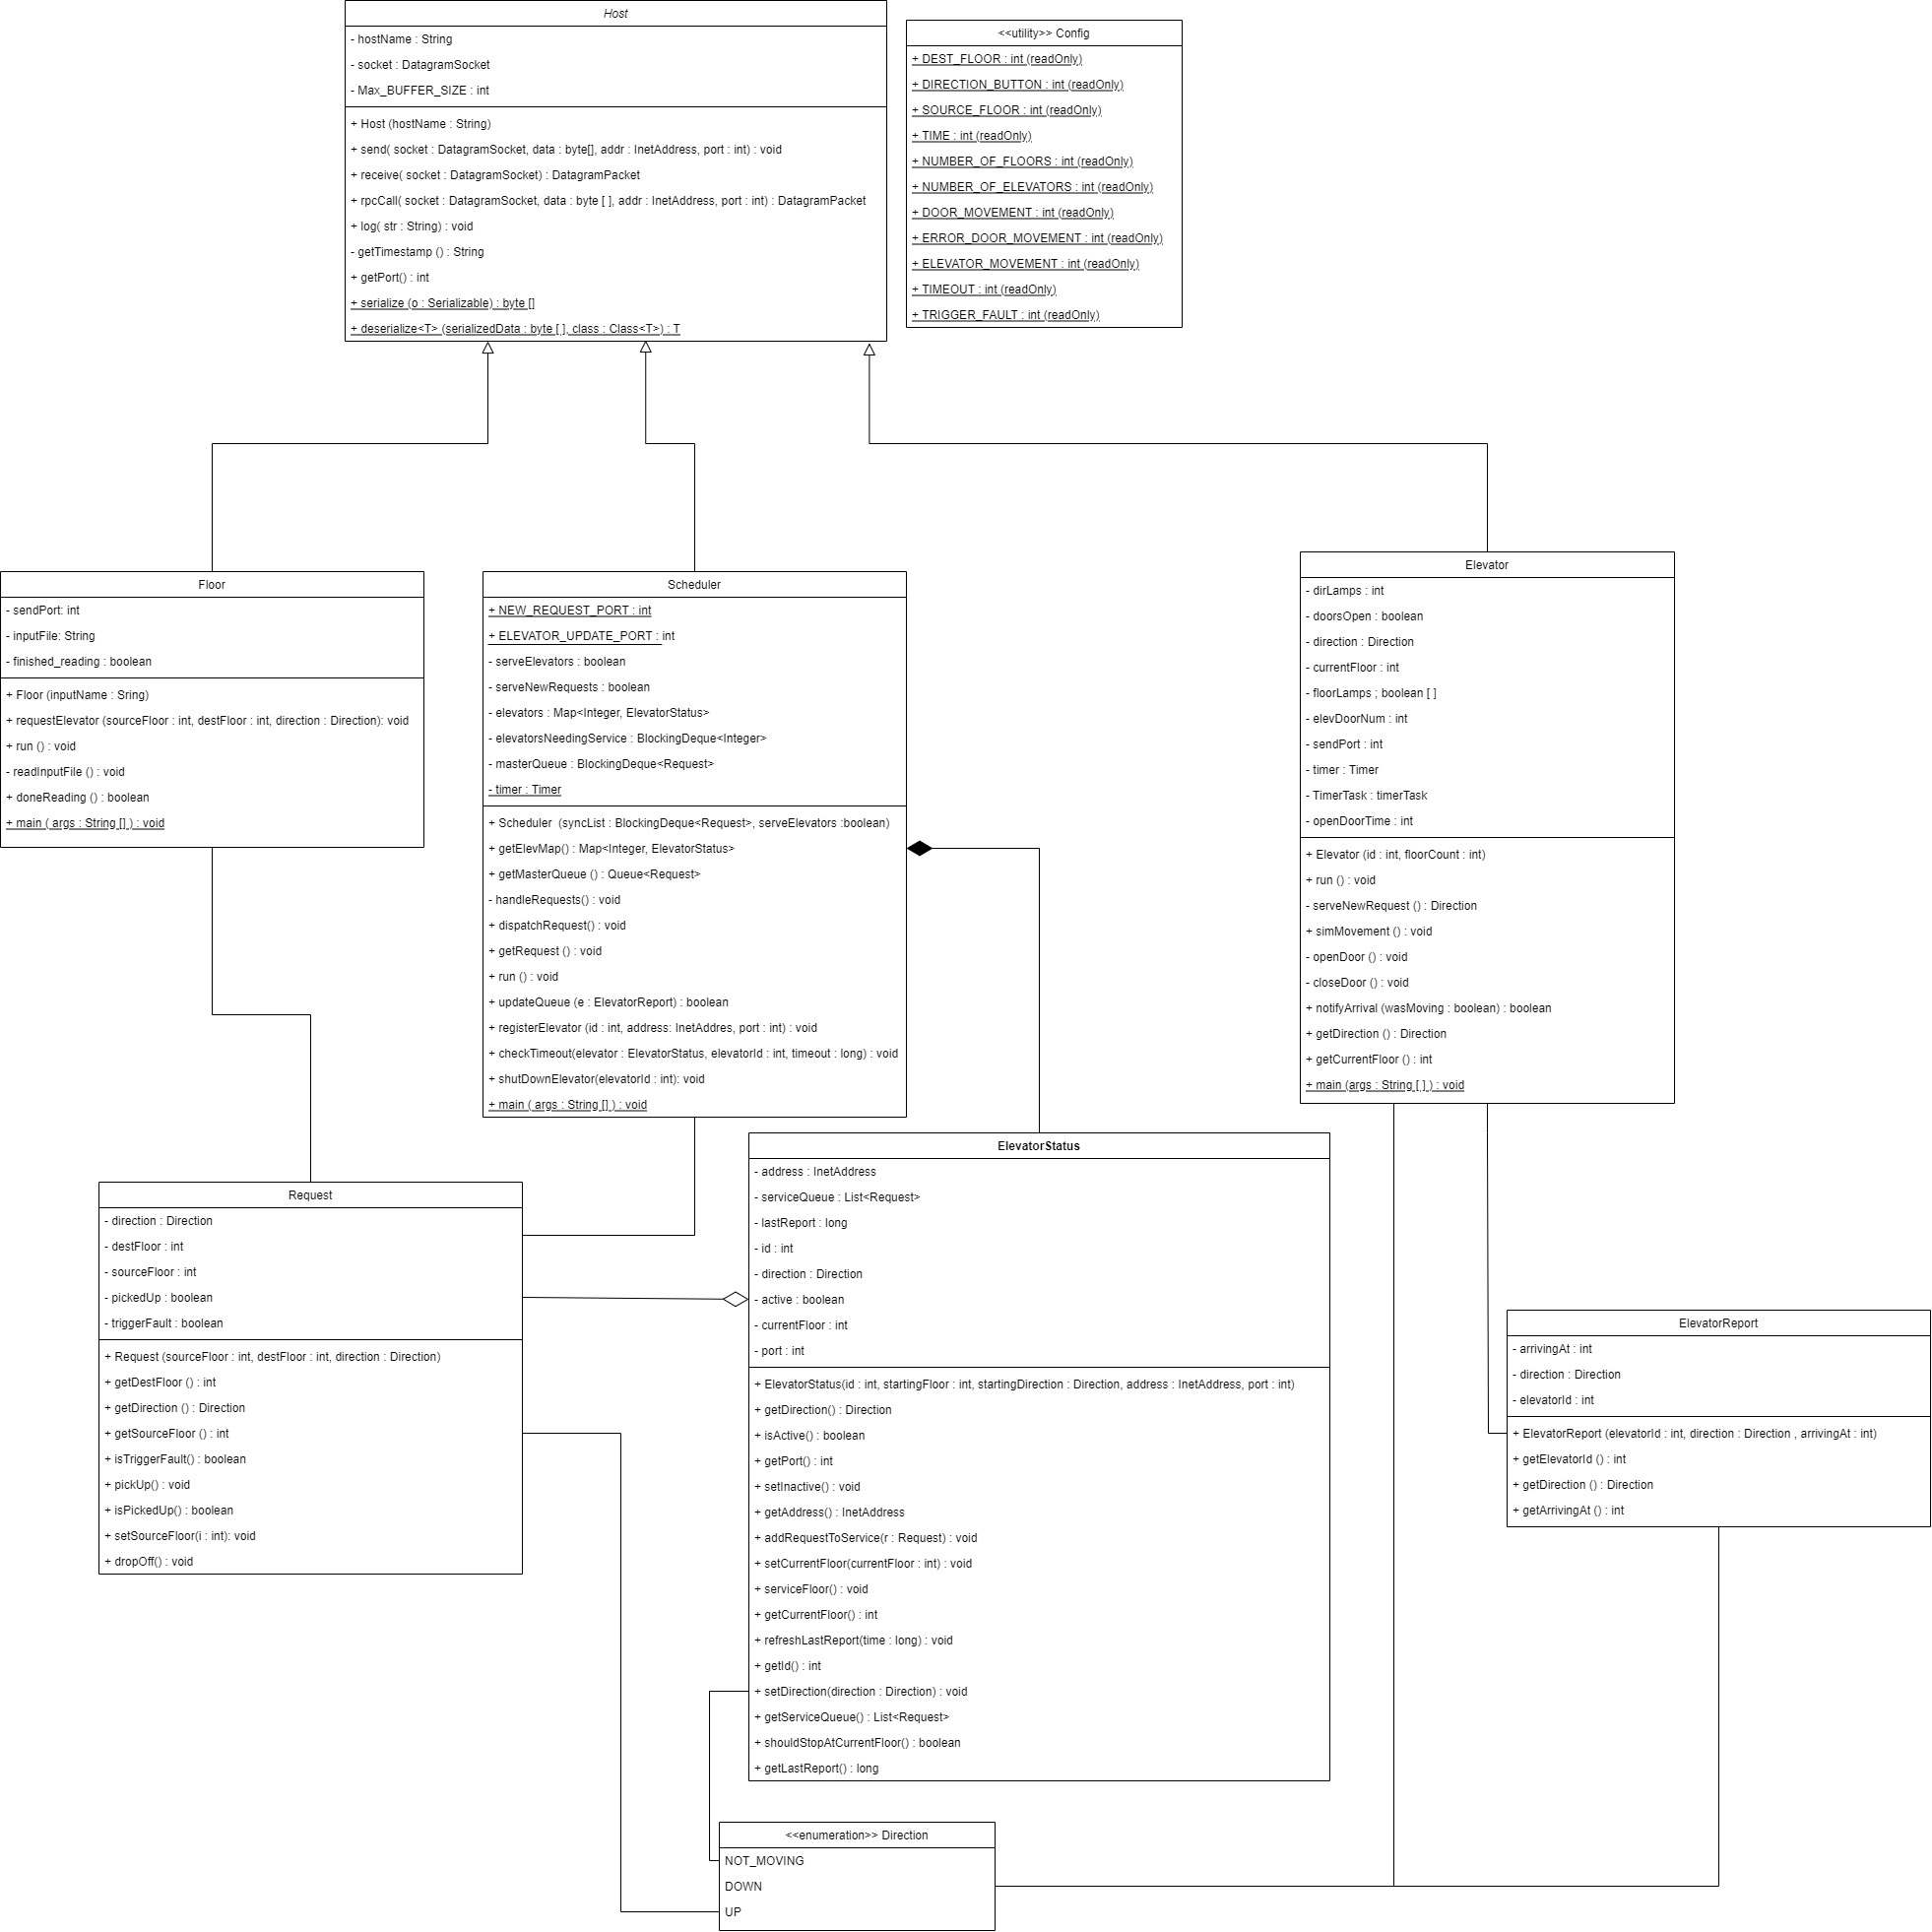 Host
- hostName : String
- socket : DatagramSocket
- Max_BUFFER_SIZE : int
+ Host (hostName : String)
+ send( socket : DatagramSocket, data : byte[], addr : InetAddress, port : int) : void
+ receive( socket : DatagramSocket) : DatagramPacket
+ rpcCall( socket : DatagramSocket, data : byte [ ], addr : InetAddress, port : int) : DatagramPacket
+ log( str : String) : void
- getTimestamp () : String
+ getPort() : int
+ serialize (o : Serializable) : byte []
+ deserialize<T> (serializedData : byte [ ], class : Class<T>) : T
<<utility>> Config
+ DEST_FLOOR : int (readOnly)
+ DIRECTION_BUTTON : int (readOnly)
+ SOURCE_FLOOR : int (readOnly)
+ TIME : int (readOnly)
+ NUMBER_OF_FLOORS : int (readOnly)
+ NUMBER_OF_ELEVATORS : int (readOnly)
+ DOOR_MOVEMENT : int (readOnly)
+ ERROR_DOOR_MOVEMENT : int (readOnly)
+ ELEVATOR_MOVEMENT : int (readOnly)
+ TIMEOUT : int (readOnly)
+ TRIGGER_FAULT : int (readOnly)
Floor
- sendPort: int
- inputFile: String
- finished_reading : boolean
+ Floor (inputName : Sring)
+ requestElevator (sourceFloor : int, destFloor : int, direction : Direction): void
+ run () : void
- readInputFile () : void
+ doneReading () : boolean
+ main ( args : String [] ) : void
Scheduler
+ NEW_REQUEST_PORT : int
+ ELEVATOR_UPDATE_PORT : int
- serveElevators : boolean
- serveNewRequests : boolean
- elevators : Map<Integer, ElevatorStatus>
- elevatorsNeedingService : BlockingDeque<Integer>
- masterQueue : BlockingDeque<Request>
- timer : Timer
+ Scheduler  (syncList : BlockingDeque<Request>, serveElevators :boolean)
+ getElevMap() : Map<Integer, ElevatorStatus>
+ getMasterQueue () : Queue<Request>
- handleRequests() : void
+ dispatchRequest() : void
+ getRequest () : void
+ run () : void
+ updateQueue (e : ElevatorReport) : boolean
+ registerElevator (id : int, address: InetAddres, port : int) : void
+ checkTimeout(elevator : ElevatorStatus, elevatorId : int, timeout : long) : void
+ shutDownElevator(elevatorId : int): void
+ main ( args : String [] ) : void
Elevator
- dirLamps : int
- doorsOpen : boolean
- direction : Direction
- currentFloor : int
- floorLamps ; boolean [ ]
- elevDoorNum : int
- sendPort : int
- timer : Timer
- TimerTask : timerTask
- openDoorTime : int
+ Elevator (id : int, floorCount : int)
+ run () : void
- serveNewRequest () : Direction
+ simMovement () : void
- openDoor () : void
- closeDoor () : void
+ notifyArrival (wasMoving : boolean) : boolean
+ getDirection () : Direction
+ getCurrentFloor () : int
+ main (args : String [ ] ) : void
Request
- direction : Direction
- destFloor : int
- sourceFloor : int
- pickedUp : boolean
- triggerFault : boolean
+ Request (sourceFloor : int, destFloor : int, direction : Direction)
+ getDestFloor () : int
+ getDirection () : Direction
+ getSourceFloor () : int
+ isTriggerFault() : boolean
+ pickUp() : void
+ isPickedUp() : boolean
+ setSourceFloor(i : int): void
+ dropOff() : void
ElevatorStatus
- address : InetAddress
- serviceQueue : List<Request>
- lastReport : long
- id : int
- direction : Direction
- active : boolean
- currentFloor : int
- port : int
+ ElevatorStatus(id : int, startingFloor : int, startingDirection : Direction, address : InetAddress, port : int)
+ getDirection() : Direction
+ isActive() : boolean
+ getPort() : int
+ setInactive() : void
+ getAddress() : InetAddress
+ addRequestToService(r : Request) : void
+ setCurrentFloor(currentFloor : int) : void
+ serviceFloor() : void
+ getCurrentFloor() : int
+ refreshLastReport(time : long) : void
+ getId() : int
+ setDirection(direction : Direction) : void
+ getServiceQueue() : List<Request>
+ shouldStopAtCurrentFloor() : boolean
+ getLastReport() : long
ElevatorReport
- arrivingAt : int
- direction : Direction
- elevatorId : int
+ ElevatorReport (elevatorId : int, direction : Direction , arrivingAt : int)
+ getElevatorId () : int
+ getDirection () : Direction
+ getArrivingAt () : int
<<enumeration>> Direction
NOT_MOVING
DOWN
UP